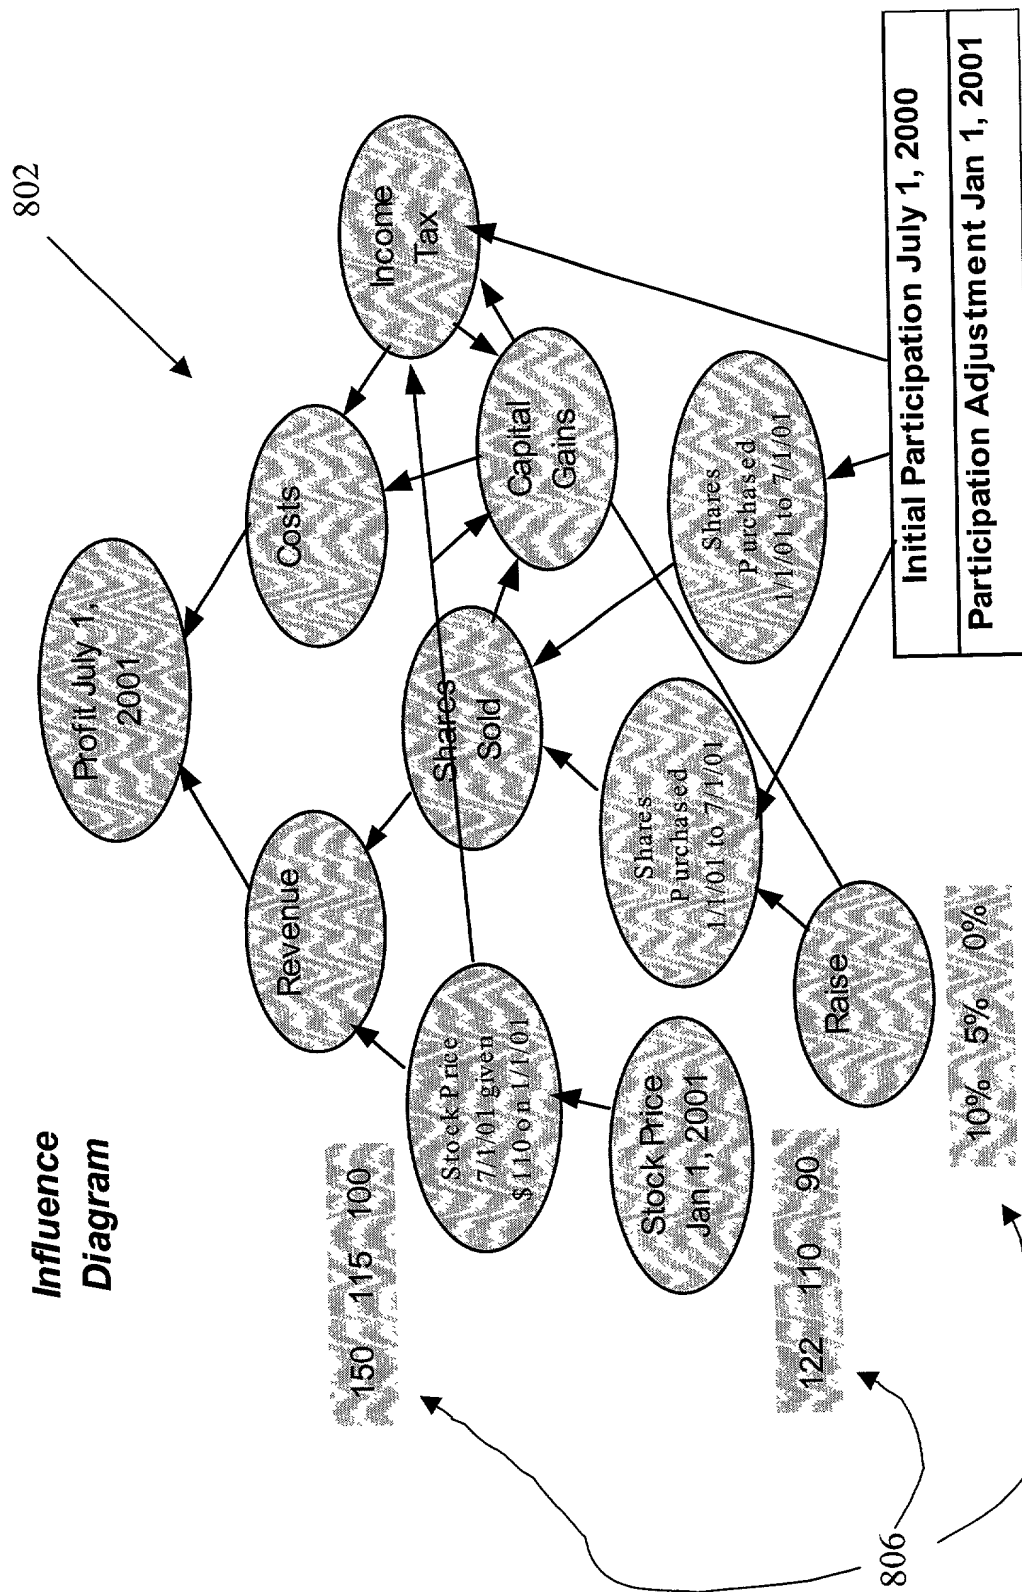 Influence
Diagram
802
Profit July 1,
2001
Revenue
Costs
150 115 100
Stock Price
7/1/01 given
$110 on 1/1/01
Shares
Sold
Income
Tax
Capital
Gains
Stock Price
Jan 1, 2001
Shares
Purchased
1/1/01 to 7/1/01
Shares
Purchased
1/1/01 to 7/1/01
122 110 90
Raise
10% 5% 0%
Initial Participation July 1, 2000
Participation Adjustment Jan 1, 2001
806